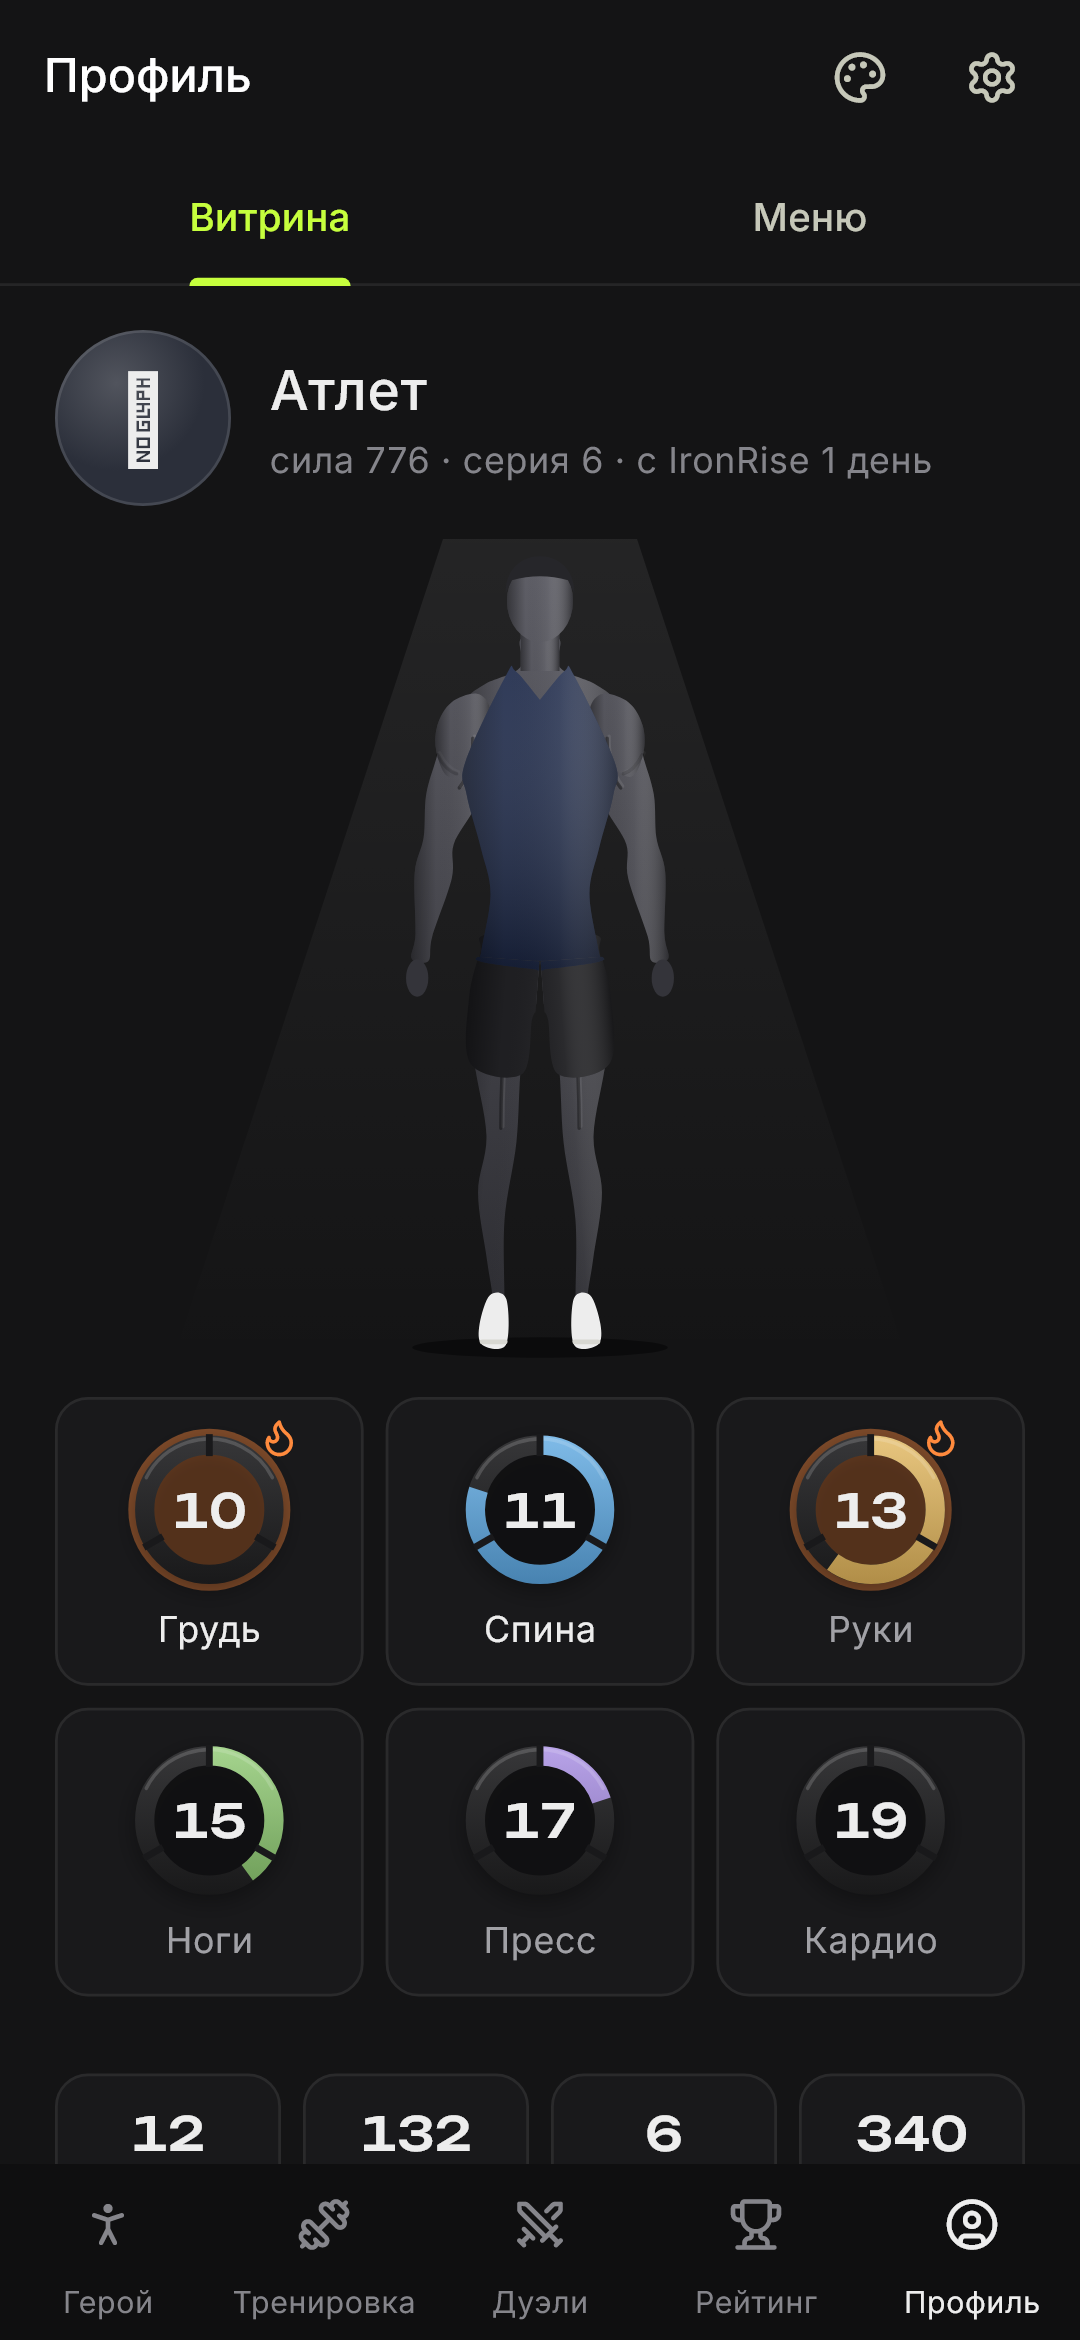 Профиль
Витрина
Меню
NO GLYPH
Атлет
сила 776 · серия 6 · с IronRise 1 день
10
11
13
Грудь
Спина
Руки
15
17
19
Ноги
Пресс
Кардио
12
132
6
340
Герой
Тренировка
Дуэли
Рейтинг
Профиль